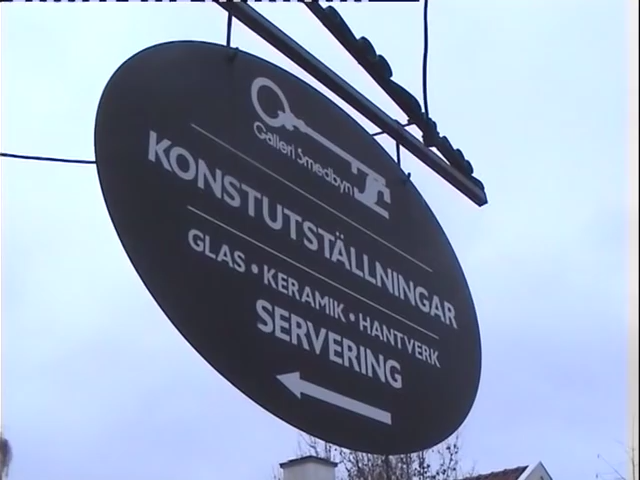 Galleri Smedbyn
KONSTUTSTÄLLNINGAR
GLAS • KERAMIK • HANTVERK
SERVERING